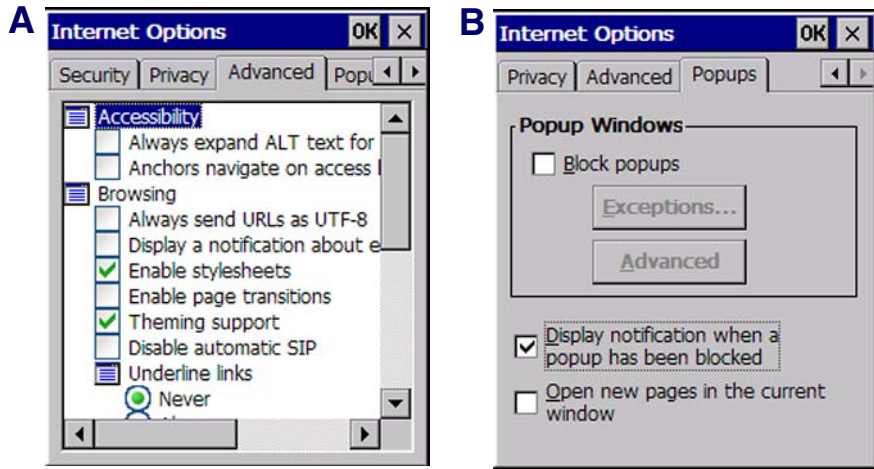 A
Internet Options OK
Security Privacy Advanced
Accessibility
Always expand ALT text for
Anchors navigate on access
Browsing
Always send URLs as UTF-8
Display a notification about
Enable stylesheets
Enable page transitions
Theming support
Disable automatic SIP
Underline links
Never
B
Internet Options OK
Privacy Advanced Popups
Popup Windows
Block popups
Exceptions...
Advanced
Display notification when a
popup has been blocked
Open new pages in the current
window